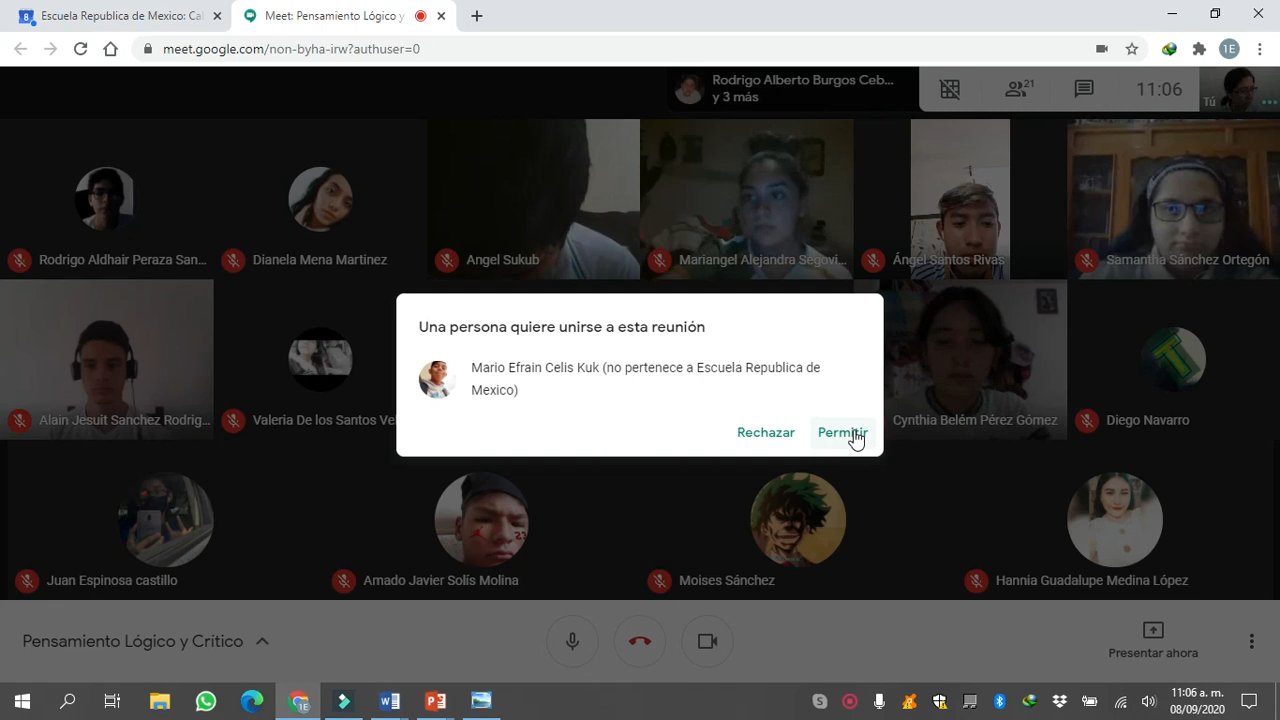 Escuela Republica de Mexico: Cal
Meet: Pensamiento Lógico y
meet.google.com/non-byha-irw?authuser=0
1E
Rodrigo Alberto Burgos Ceb...
y 3 más
21
11:06
Tú
Rodrigo Aldhair Peraza San...
Dianela Mena Martinez
Angel Sukub
Mariangel Alejandra Segovi...
Ángel Santos Rivas
Samantha Sánchez Ortegón
Una persona quiere unirse a esta reunión
Mario Efrain Celis Kuk (no pertenece a Escuela Republica de
Mexico)
Rechazar
Permitir
Alain Jesuit Sanchez Rodrig...
Valeria De los Santos Ve
Cynthia Belém Pérez Gómez
Diego Navarro
Juan Espinosa castillo
Amado Javier Solís Molina
Moises Sánchez
Hannia Guadalupe Medina López
Pensamiento Lógico y Crítico
Presentar ahora
11:06 a. m.
08/09/2020